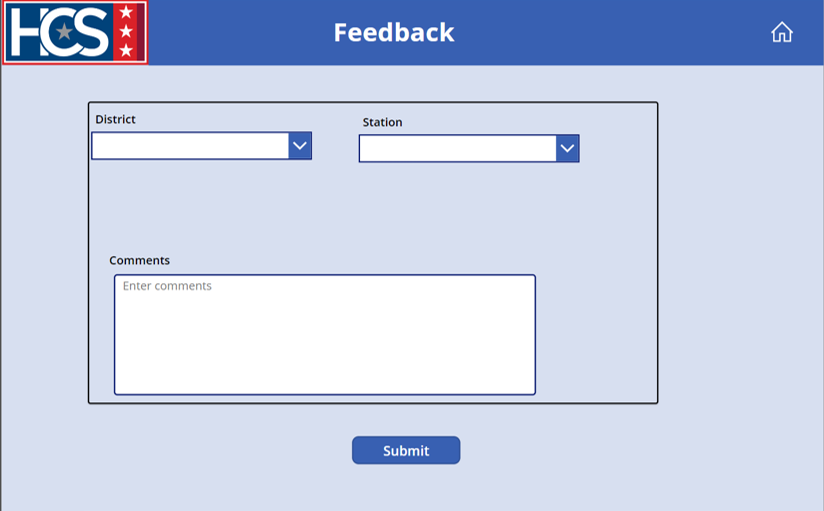 HCS
Feedback
District
Station
Comments
Enter comments
Submit